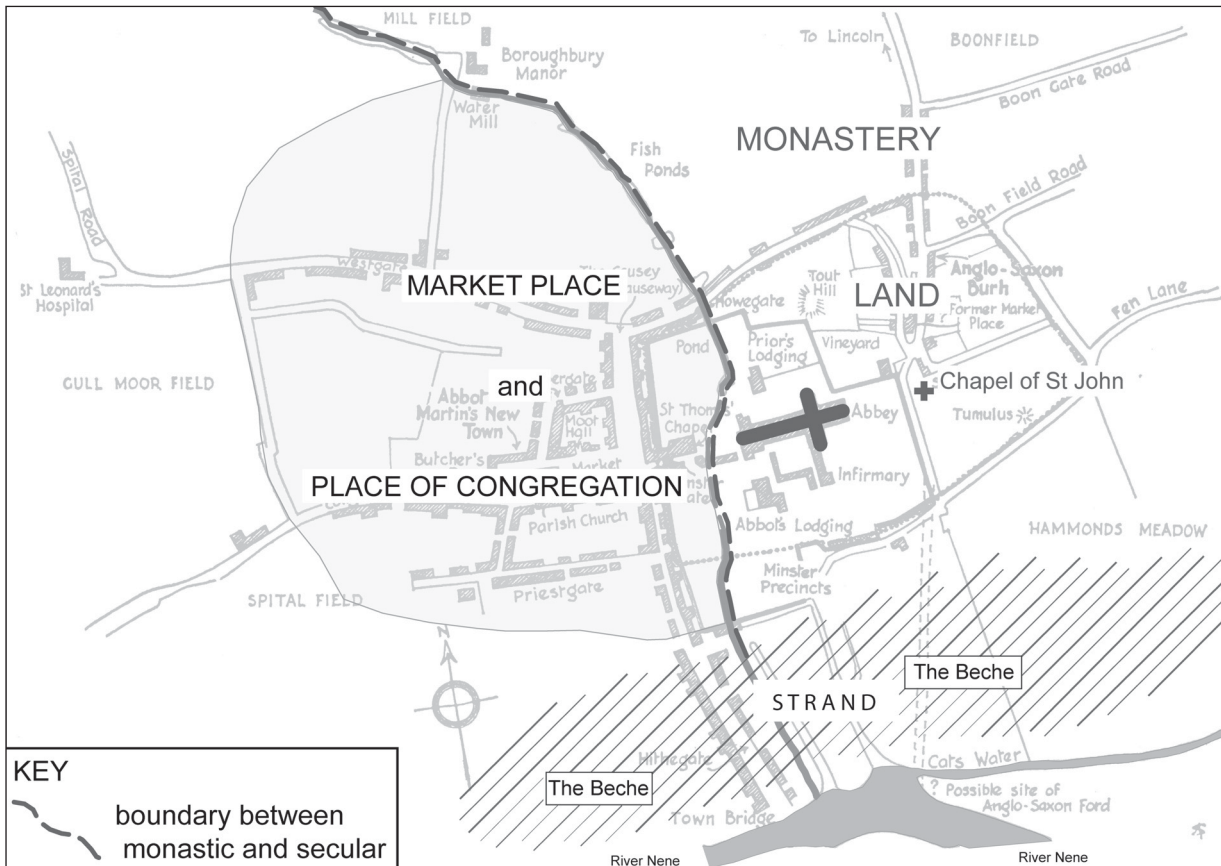 MILL FIELD
Boroughbury
Manor
Water
Mill
To Lincoln
BOONFIELD
Boon Gate Road
MONASTERY
Fish
Ponds
Spital Road
Boon Field Road
St Leonard's
Hospital
Westgate
MARKET PLACE
The Causey
Howegate
Tout
Hill
LAND
Anglo-Saxon
Burh
Former Market
Place
Fen Lane
GULL MOOR FIELD
Pond
Prior's
Lodging
Vineyard
and
Abbot
Martin's New
Town
Moot
Hall
St Thomas'
Chapel
Abbey
Chapel of St John
Tumulus
Butcher's
Market
PLACE OF CONGREGATION
Infirmary
Parish Church
Abbot's Lodging
HAMMONDS MEADOW
Minster
Precincts
SPITAL FIELD
Priestgate
N
The Beche
STRAND
Hithegate
The Beche
Cats Water
? Possible site of
Anglo-Saxon Ford
Town Bridge
River Nene
River Nene
KEY
boundary between
monastic and secular